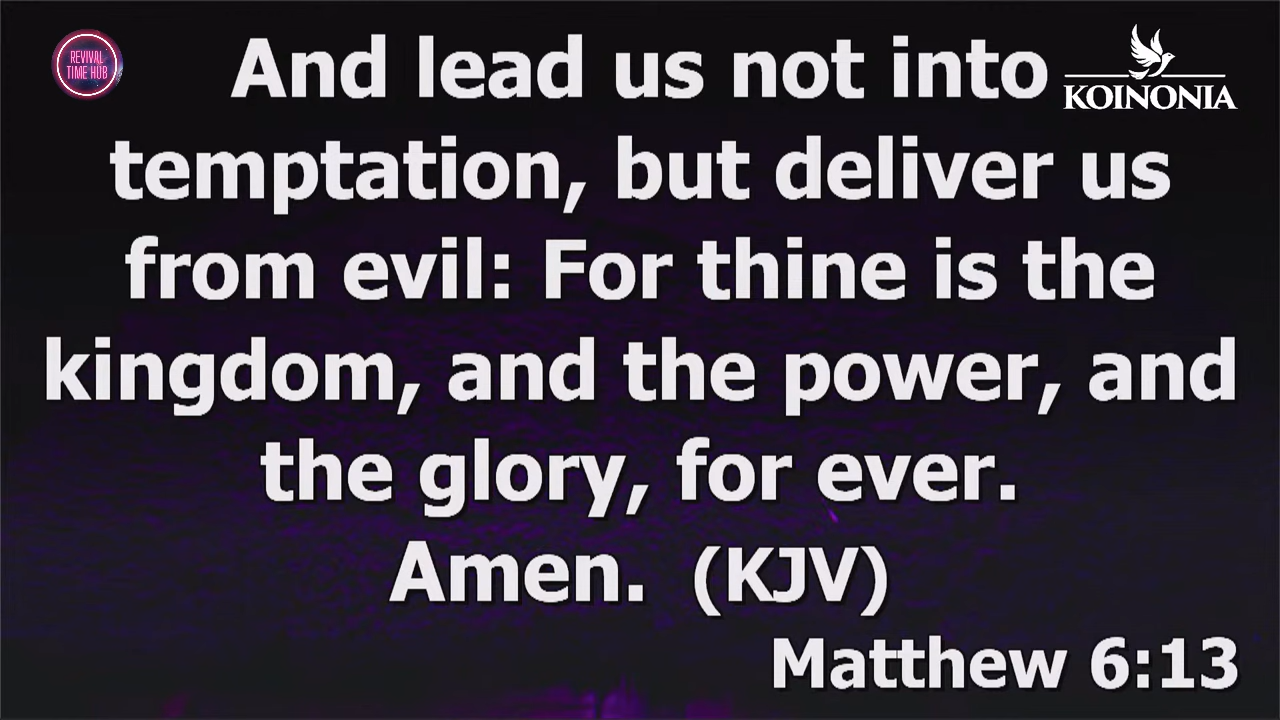 REVIVAL
TIME HUB
KOINONIA
And lead us not into
temptation, but deliver us
from evil: For thine is the
kingdom, and the power, and
the glory, for ever.
Amen. (KJV)
Matthew 6:13